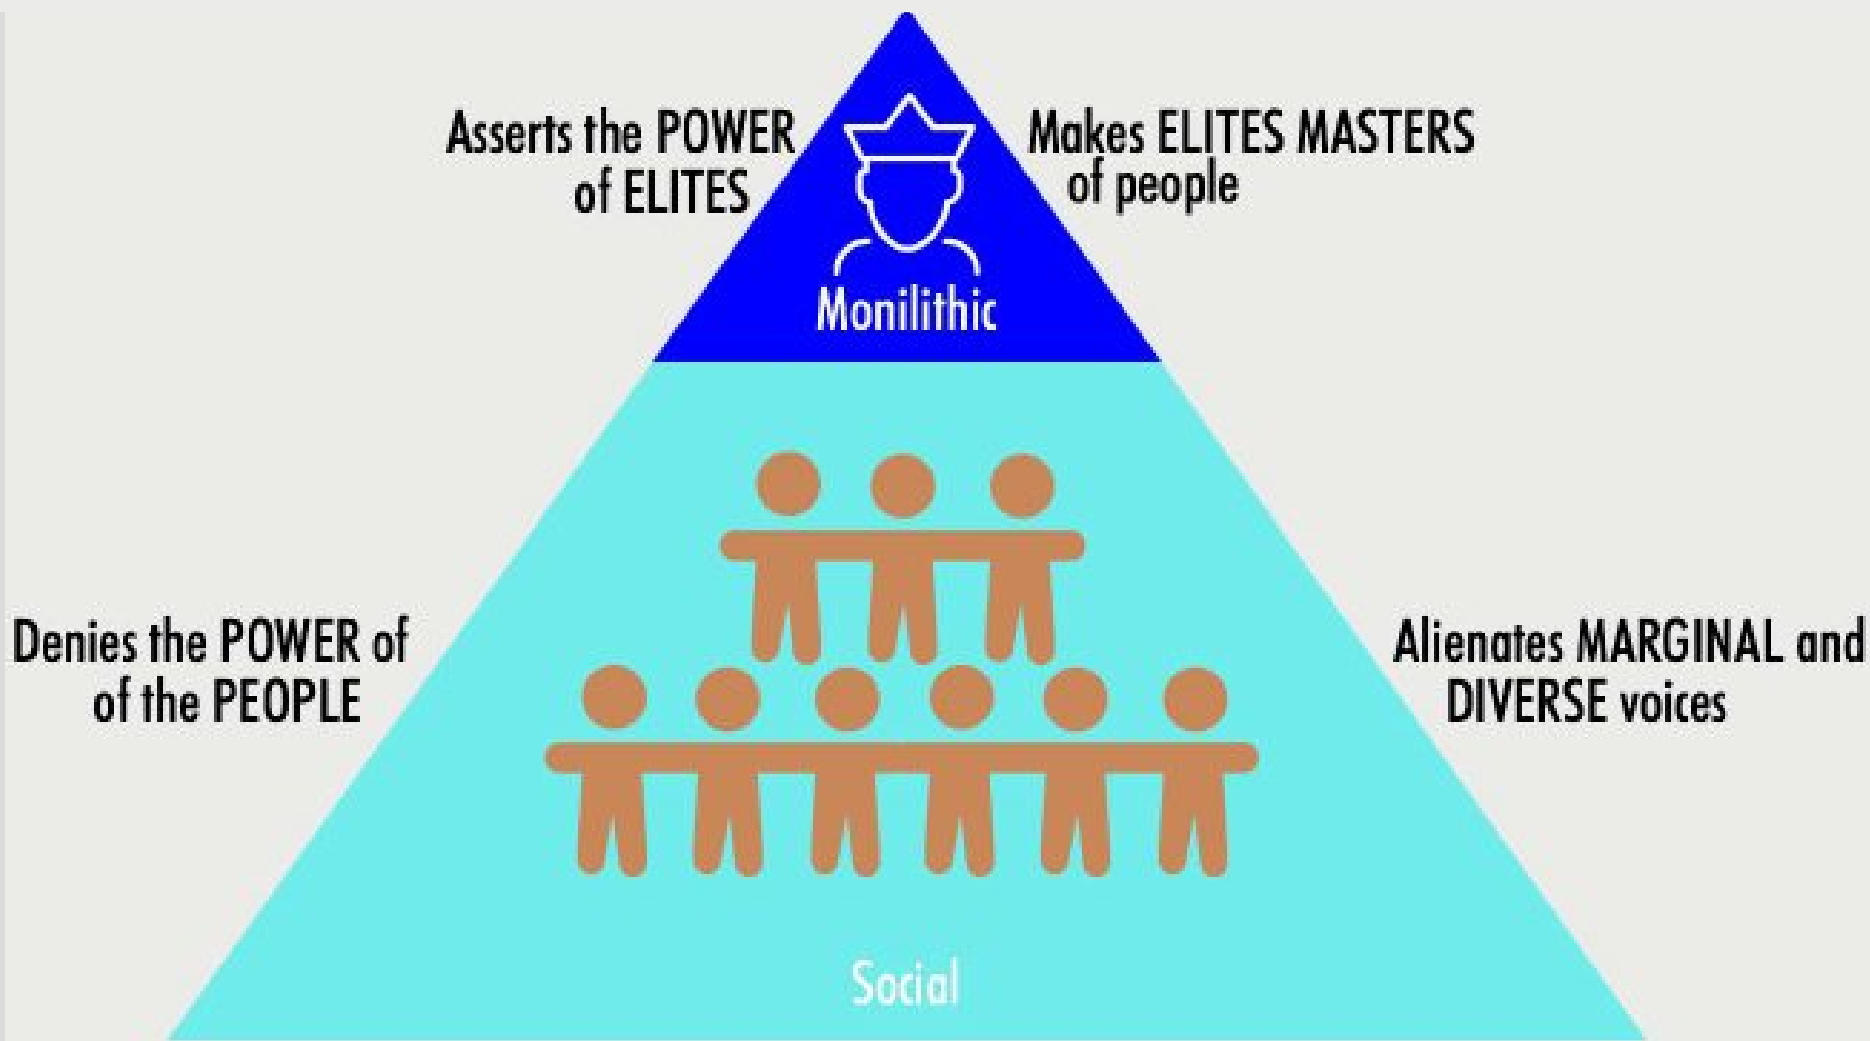 Asserts the POWER
of ELITES
Makes ELITES MASTERS
of people
Monilithic
Denies the POWER of
of the PEOPLE
Alienates MARGINAL and
DIVERSE voices
Social